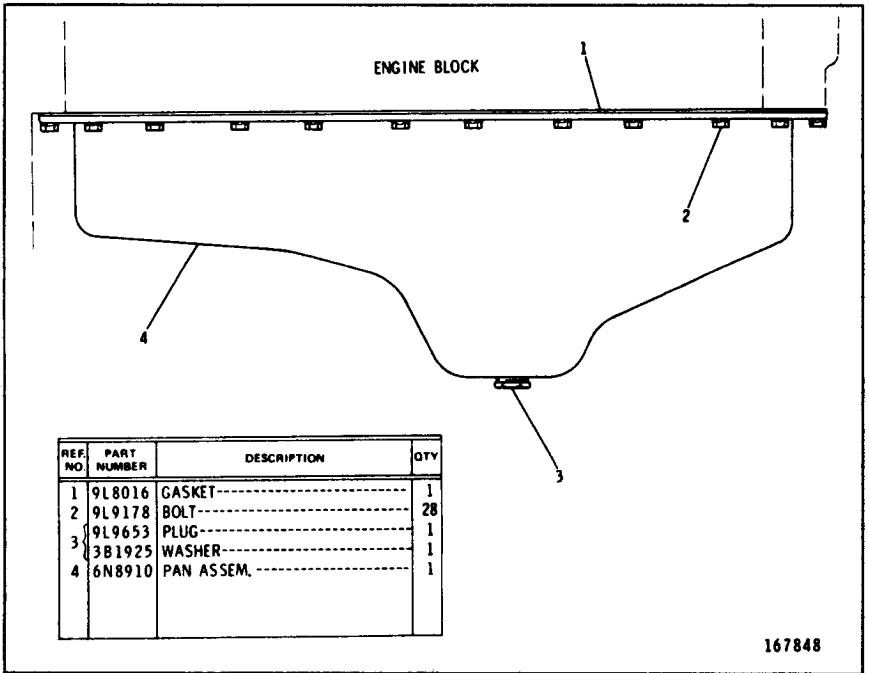 1
ENGINE BLOCK
2
4
3
REF. NO. PART NUMBER DESCRIPTION QTY
1 9L8016 GASKET 1
2 9L9178 BOLT 28
3 { 9L9653 PLUG 1
3B1925 WASHER 1
4 6N8910 PAN ASSEM. 1
167848